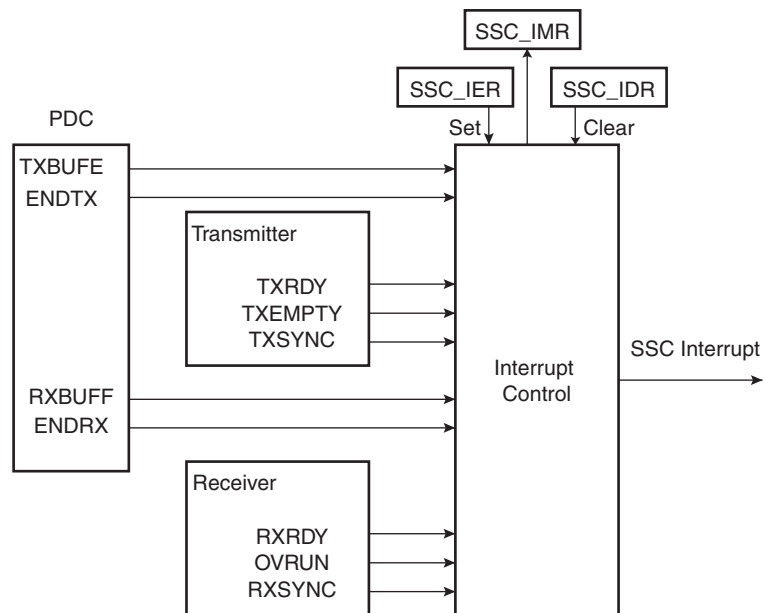 SSC_IMR
SSC_IER
SSC_IDR
PDC
Set
Clear
TXBUFE
ENDTX
Transmitter
TXRDY
TXEMPTY
TXSYNC
SSC Interrupt
Interrupt
Control
RXBUFF
ENDRX
Receiver
RXRDY
OVRUN
RXSYNC